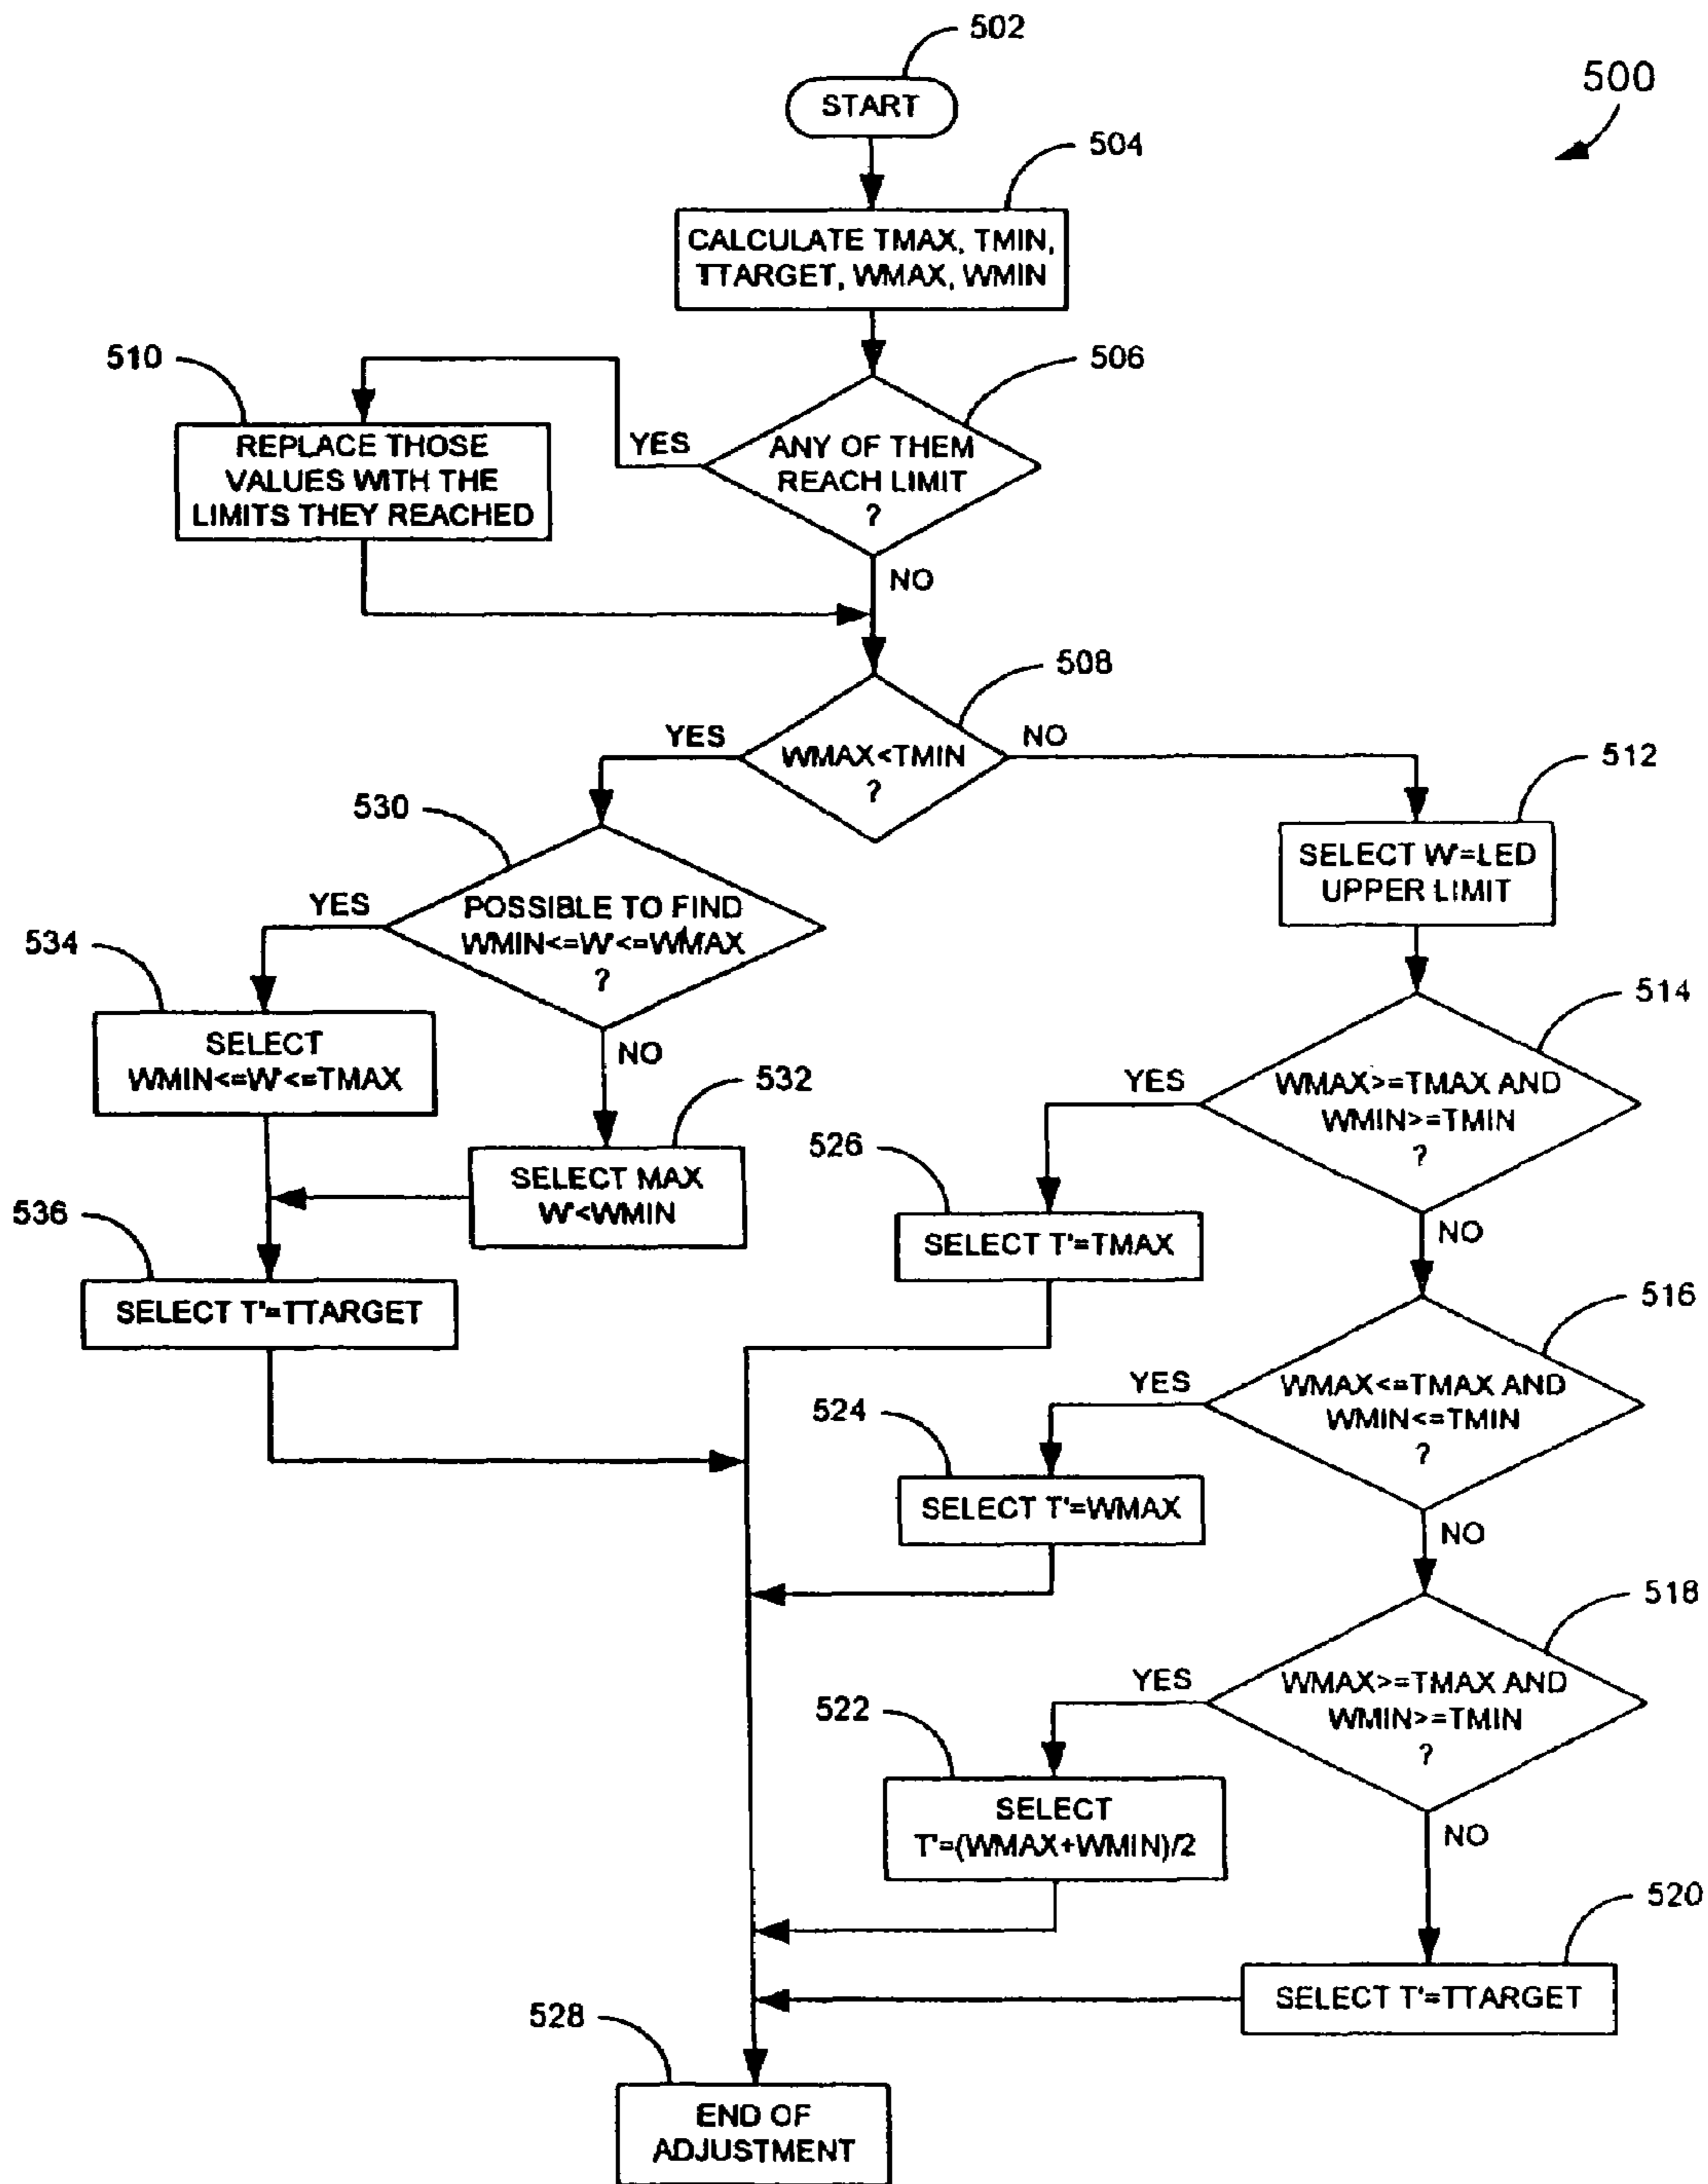 502
500
START
504
CALCULATE TMAX, TMIN,
TTARGET, WMAX, WMIN
510
506
REPLACE THOSE
VALUES WITH THE
LIMITS THEY REACHED
YES
ANY OF THEM
REACH LIMIT
?
NO
508
YES
WMAX<TMIN
?
NO
512
530
SELECT W'=LED
UPPER LIMIT
YES
POSSIBLE TO FIND
WMIN<=W'<=WMAX
?
534
514
SELECT
WMIN<=W'<=TMAX
NO
532
YES
WMAX>=TMAX AND
WMIN>=TMIN
?
526
SELECT MAX
W'<WMIN
536
SELECT T'=TMAX
NO
SELECT T'=TTARGET
516
YES
WMAX<=TMAX AND
WMIN<=TMIN
?
524
SELECT T'=WMAX
NO
518
YES
WMAX>=TMAX AND
WMIN>=TMIN
?
522
SELECT
T'=(WMAX+WMIN)/2
NO
520
SELECT T'=TTARGET
528
END OF
ADJUSTMENT